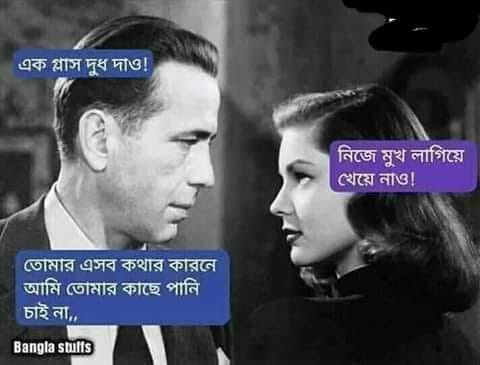 এক গ্লাস দুধ দাও!
নিজে মুখ লাগিয়ে
খেয়ে নাও!
তোমার এসব কথার কারনে
আমি তোমার কাছে পানি
চাই না,,
Bangla stuffs